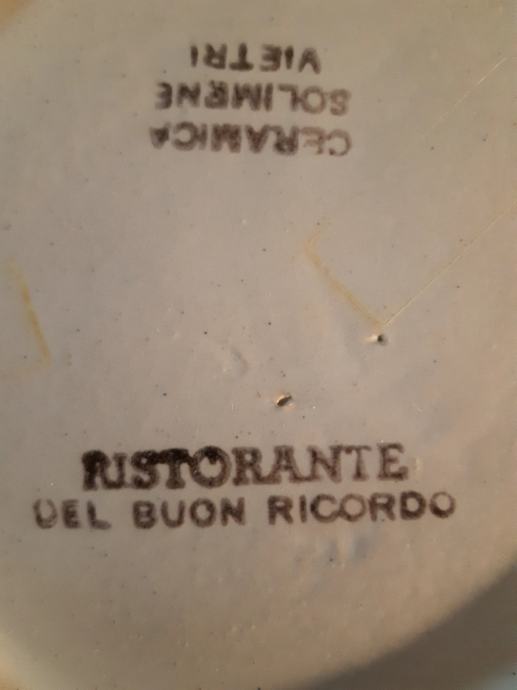 CERAMICA
SOLIMENE
VIETRI
RISTORANTE
DEL BUON RICORDO